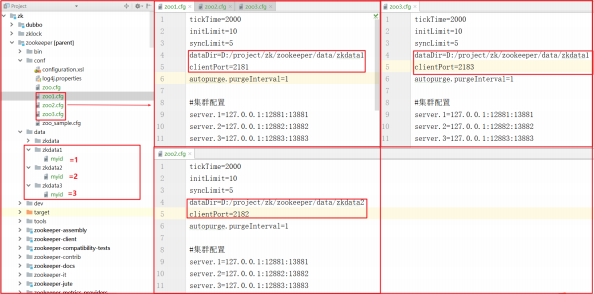 Project
zk
dubbo
zklock
zookeeper [parent]
bin
conf
configuration.xsl
log4j.properties
zoo.cfg
zoo1.cfg
zoo2.cfg
zoo3.cfg
zoo_sample.cfg
data
zkdata
zkdata1
myid =1
zkdata2
myid =2
zkdata3
myid =3
dev
target
tools
zookeeper-assembly
zookeeper-client
zookeeper-compatibility-tests
zookeeper-contrib
zookeeper-docs
zookeeper-it
zookeeper-jute
zookeeper-metrics-providers
zoo1.cfg zoo2.cfg zoo3.cfg
1 tickTime=2000
2 initLimit=10
3 syncLimit=5
4 dataDir=D:/project/zk/zookeeper/data/zkdata1
5 clientPort=2181
6 autopurge.purgeInterval=1
7
8 #集群配置
9 server.1=127.0.0.1:12881:13881
10 server.2=127.0.0.1:12882:13882
11 server.3=127.0.0.1:12883:13883
zoo3.cfg
1 tickTime=2000
2 initLimit=10
3 syncLimit=5
4 dataDir=D:/project/zk/zookeeper/data/zkdata1
5 clientPort=2183
6 autopurge.purgeInterval=1
7
8 #集群配置
9 server.1=127.0.0.1:12881:13881
10 server.2=127.0.0.1:12882:13882
11 server.3=127.0.0.1:12883:13883
zoo2.cfg
1 tickTime=2000
2 initLimit=10
3 syncLimit=5
4 dataDir=D:/project/zk/zookeeper/data/zkdata2
5 clientPort=2182
6 autopurge.purgeInterval=1
7
8 #集群配置
9 server.1=127.0.0.1:12881:13881
10 server.2=127.0.0.1:12882:13882
11 server.3=127.0.0.1:12883:13883